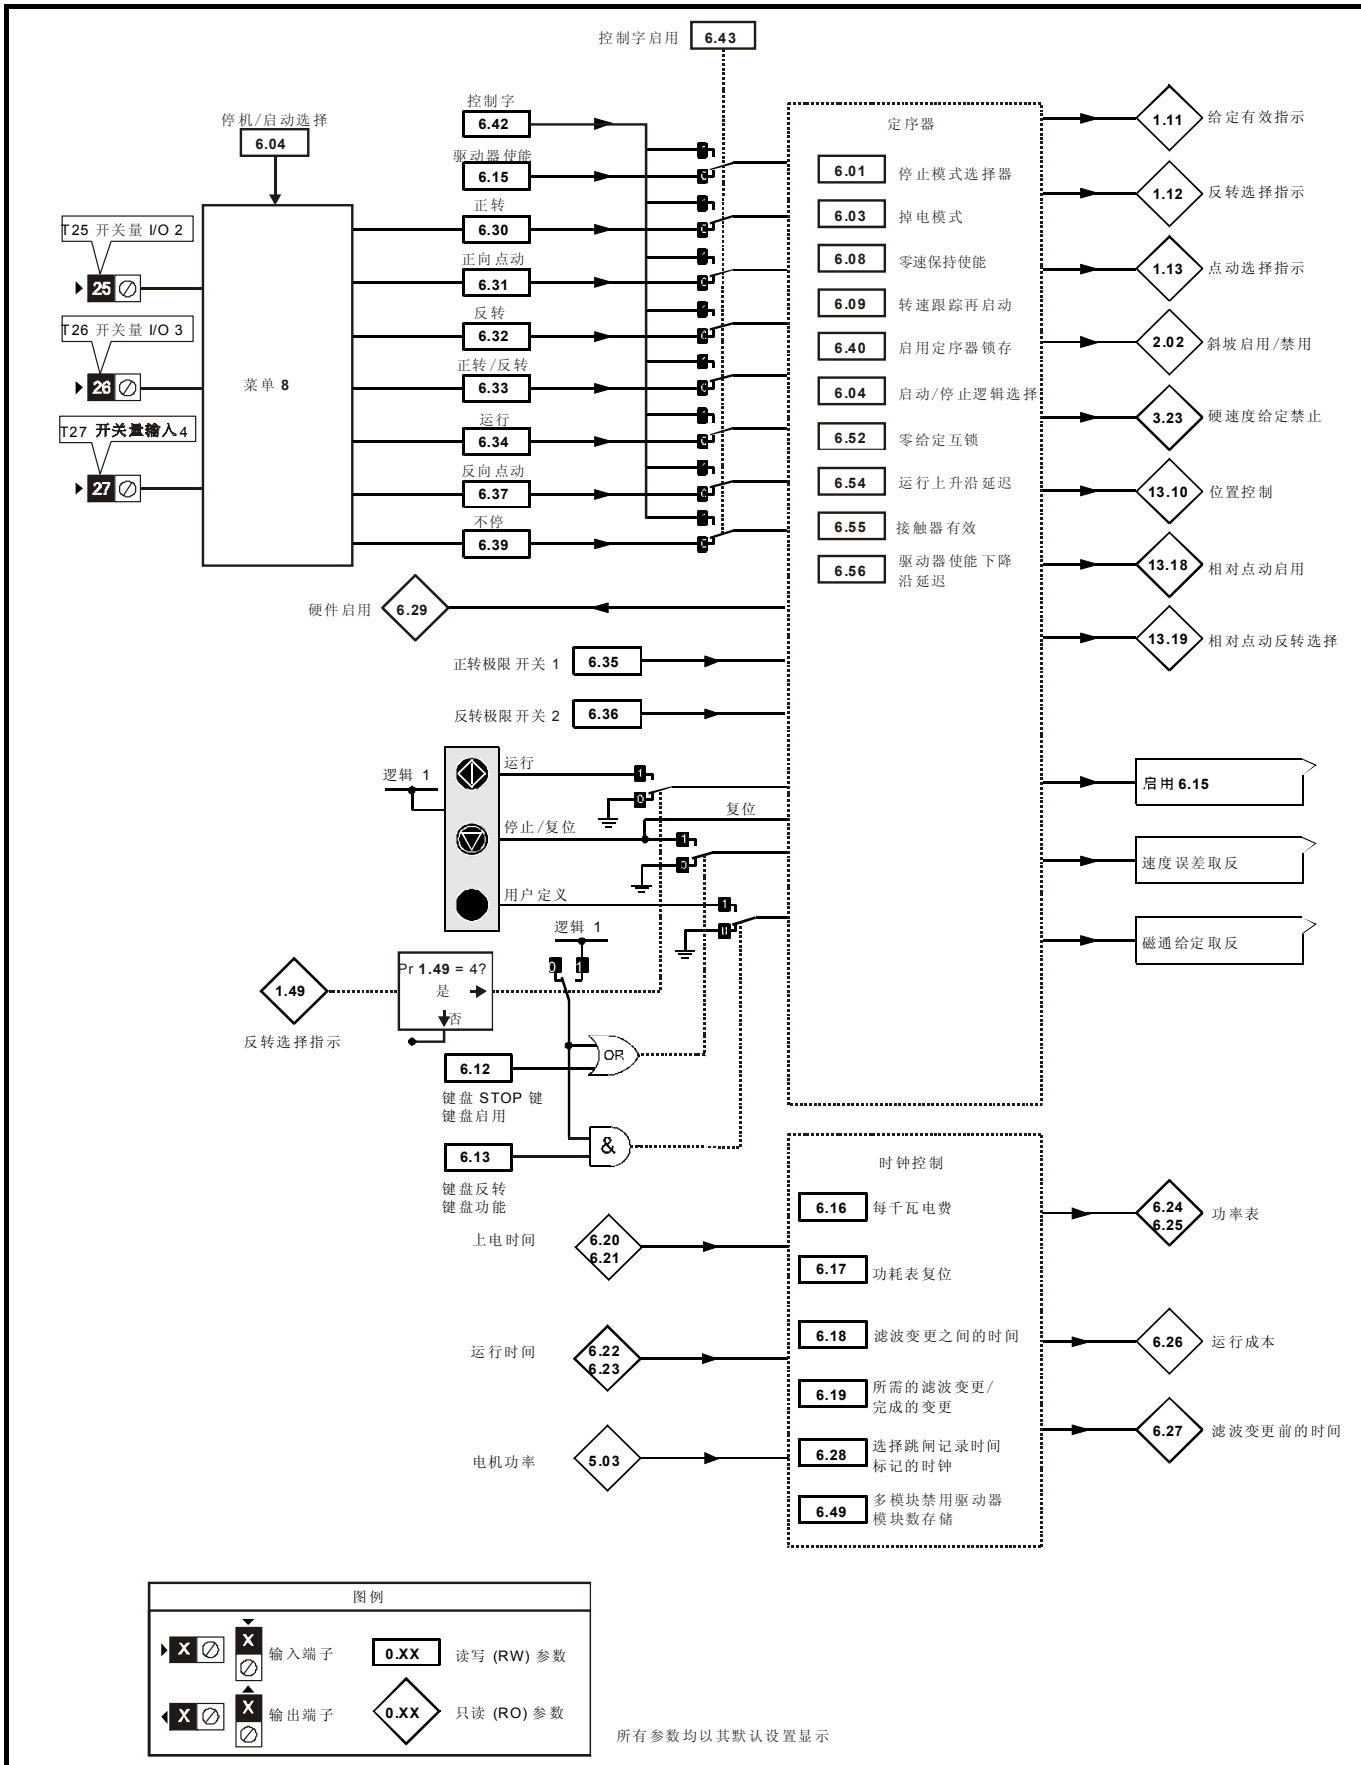 控制字启用 6.43
控制字
6.42
停机/启动选择
6.04
驱动器使能
6.15
正转
6.30
正向点动
6.31
反转
6.32
正转/反转
6.33
运行
6.34
反向点动
6.37
不停
6.39
T25 开关量 I/O 2
25
T26 开关量 I/O 3
26
T27 开关量输入4
27
菜单 8
1
0
1
0
1
0
1
0
1
0
1
0
1
0
1
0
定序器
6.01 停止模式选择器
6.03 掉电模式
6.08 零速保持使能
6.09 转速跟踪再启动
6.40 启用定序器锁存
6.04 启动/停止逻辑选择
6.52 零给定互锁
6.54 运行上升沿延迟
6.55 接触器有效
6.56 驱动器使能下降
沿延迟
1.11 给定有效指示
1.12 反转选择指示
1.13 点动选择指示
2.02 斜坡启用/禁用
3.23 硬速度给定禁止
13.10 位置控制
13.18 相对点动启用
13.19 相对点动反转选择
硬件启用 6.29
正转极限开关 1 6.35
反转极限开关 2 6.36
逻辑 1
运行
1
0
停止/复位
复位
1
0
用户定义
1
0
启用 6.15
速度误差取反
磁通给定取反
逻辑 1
0 1
1.49
反转选择指示
Pr 1.49 = 4?
是
否
OR
6.12
键盘 STOP 键
键盘启用
&
6.13
键盘反转
键盘功能
上电时间
6.20
6.21
运行时间
6.22
6.23
电机功率
5.03
时钟控制
6.16 每千瓦电费
6.17 功耗表复位
6.18 滤波变更之间的时间
6.19 所需的滤波变更/
完成的变更
6.28 选择跳闸记录时间
标记的时钟
6.49 多模块禁用驱动器
模块数存储
6.24
6.25
功率表
6.26 运行成本
6.27 滤波变更前的时间
图例
X X 输入端子 0.XX 读写 (RW) 参数
X X 输出端子 0.XX 只读 (RO) 参数
所有参数均以其默认设置显示